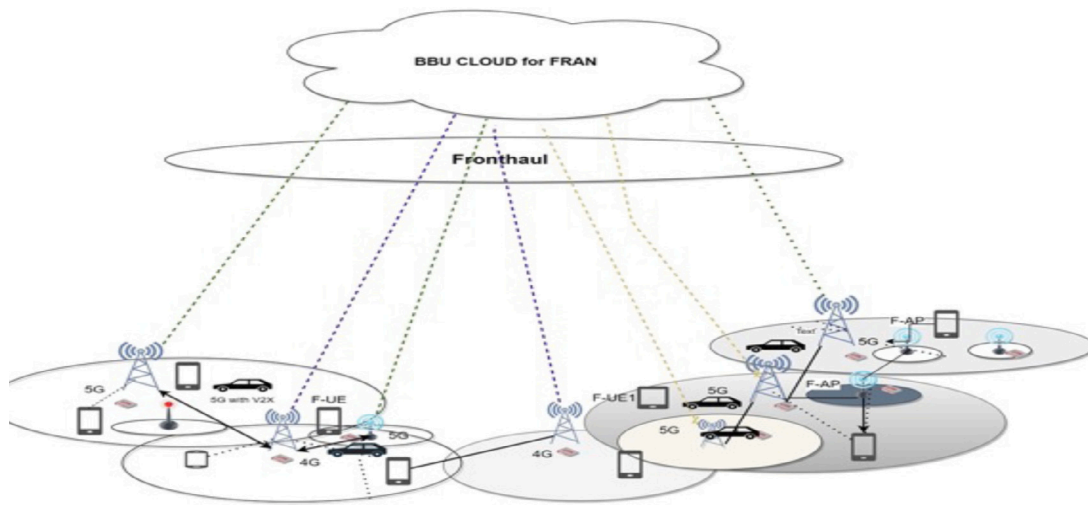 BBU CLOUD for FRAN
Fronthaul
Text
5G
F-AP
5G
5G with V2X
F-UE
5G
4G
4G
F-UE1
5G
5G
F-AP